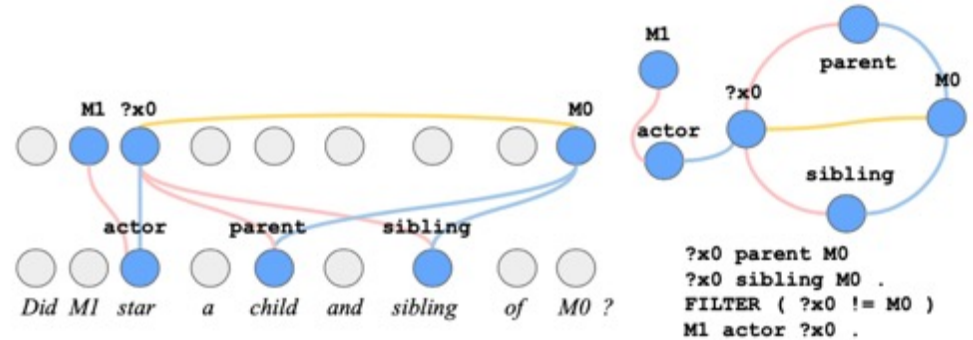 M1 ?x0 M0
actor parent sibling
Did M1 star a child and sibling of M0 ?
M1
parent
?x0
M0
actor
sibling
?x0 parent M0
?x0 sibling M0 .
FILTER ( ?x0 != M0 )
M1 actor ?x0 .